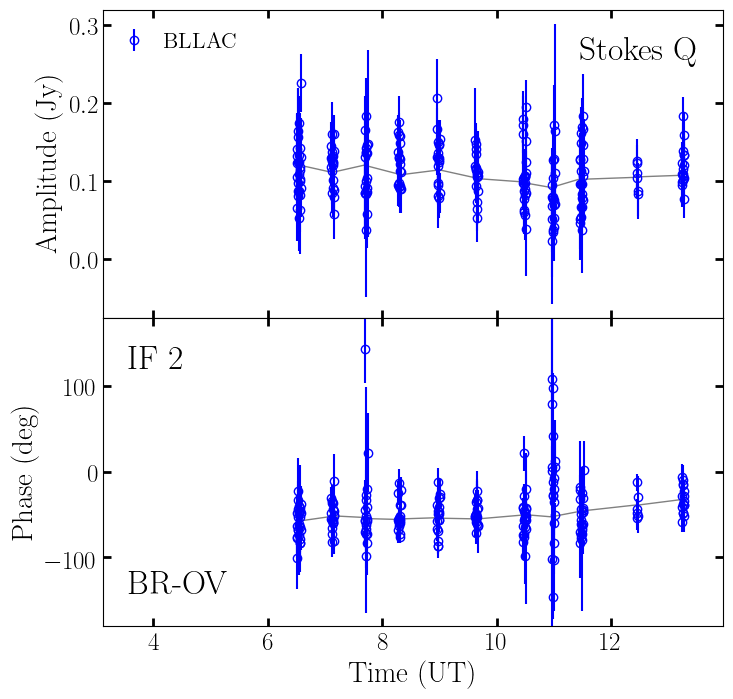 BLLAC
Stokes Q
0.3
0.2
0.1
0.0
Amplitude (Jy)
IF 2
100
0
−100
Phase (deg)
BR-OV
4 6 8 10 12
Time (UT)